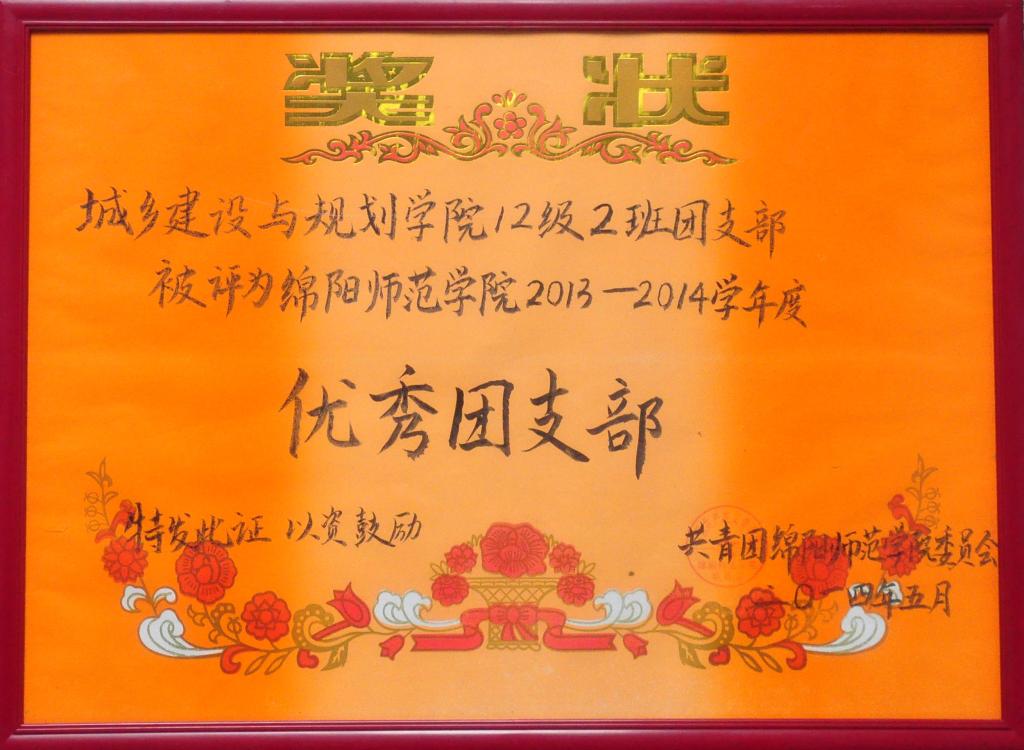 奖状
城乡建设与规划学院12级2班团支部
被评为绵阳师范学院2013—2014学年度
优秀团支部
特发此证 以资鼓励
共青团绵阳师范学院委员会
二〇一四年五月